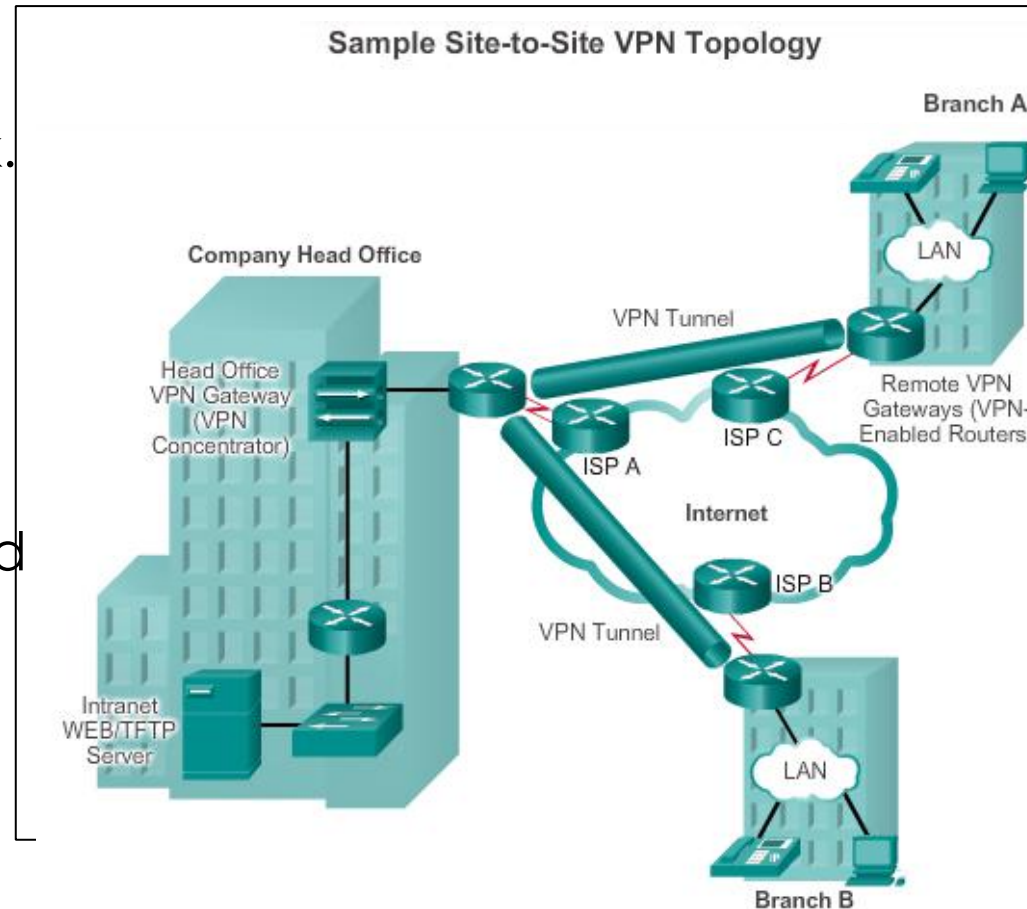 Sample Site-to-Site VPN Topology
Branch A
.
LAN
Company Head Office
VPN Tunnel
Head Office
VPN Gateway
(VPN
Concentrator)
Remote VPN
Gateways (VPN-
Enabled Routers
ISP C
ISP A
Internet
d
ISP B
VPN Tunnel
Intranet
WEB/TFTP
Server
LAN
Branch B